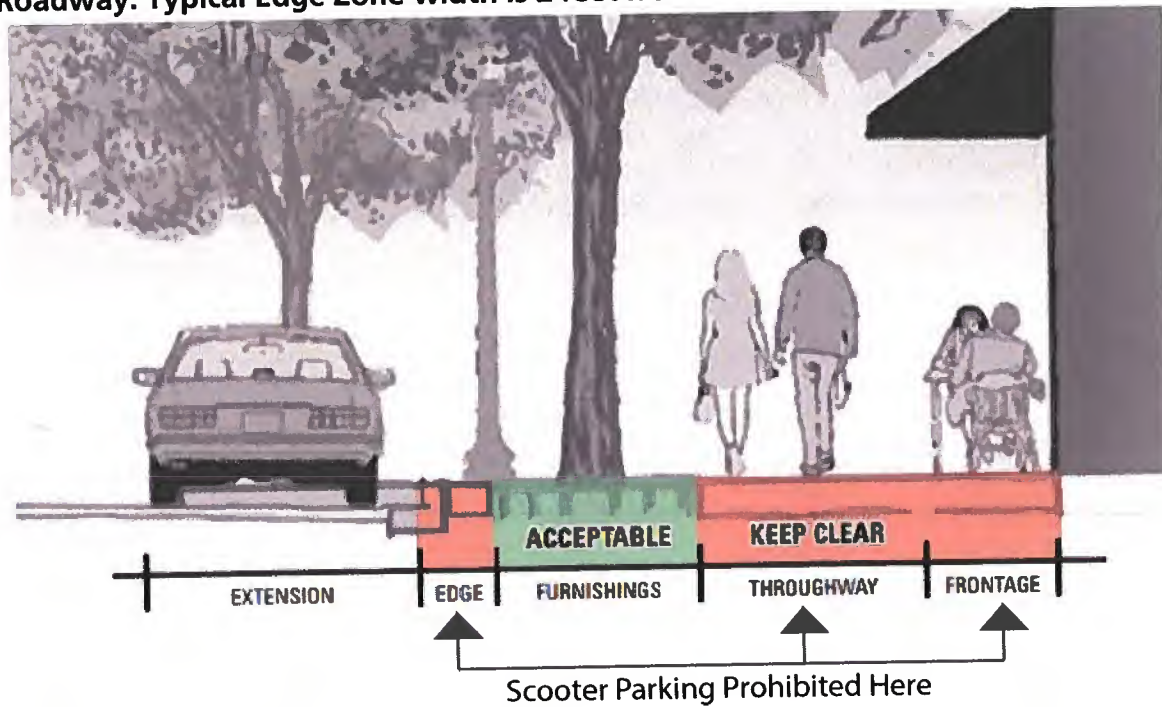 Roadway. Typical Edge Zone width is 2 feet
ACCEPTABLE KEEP CLEAR
EXTENSION EDGE FURNISHINGS THROUGHWAY FRONTAGE
Scooter Parking Prohibited Here